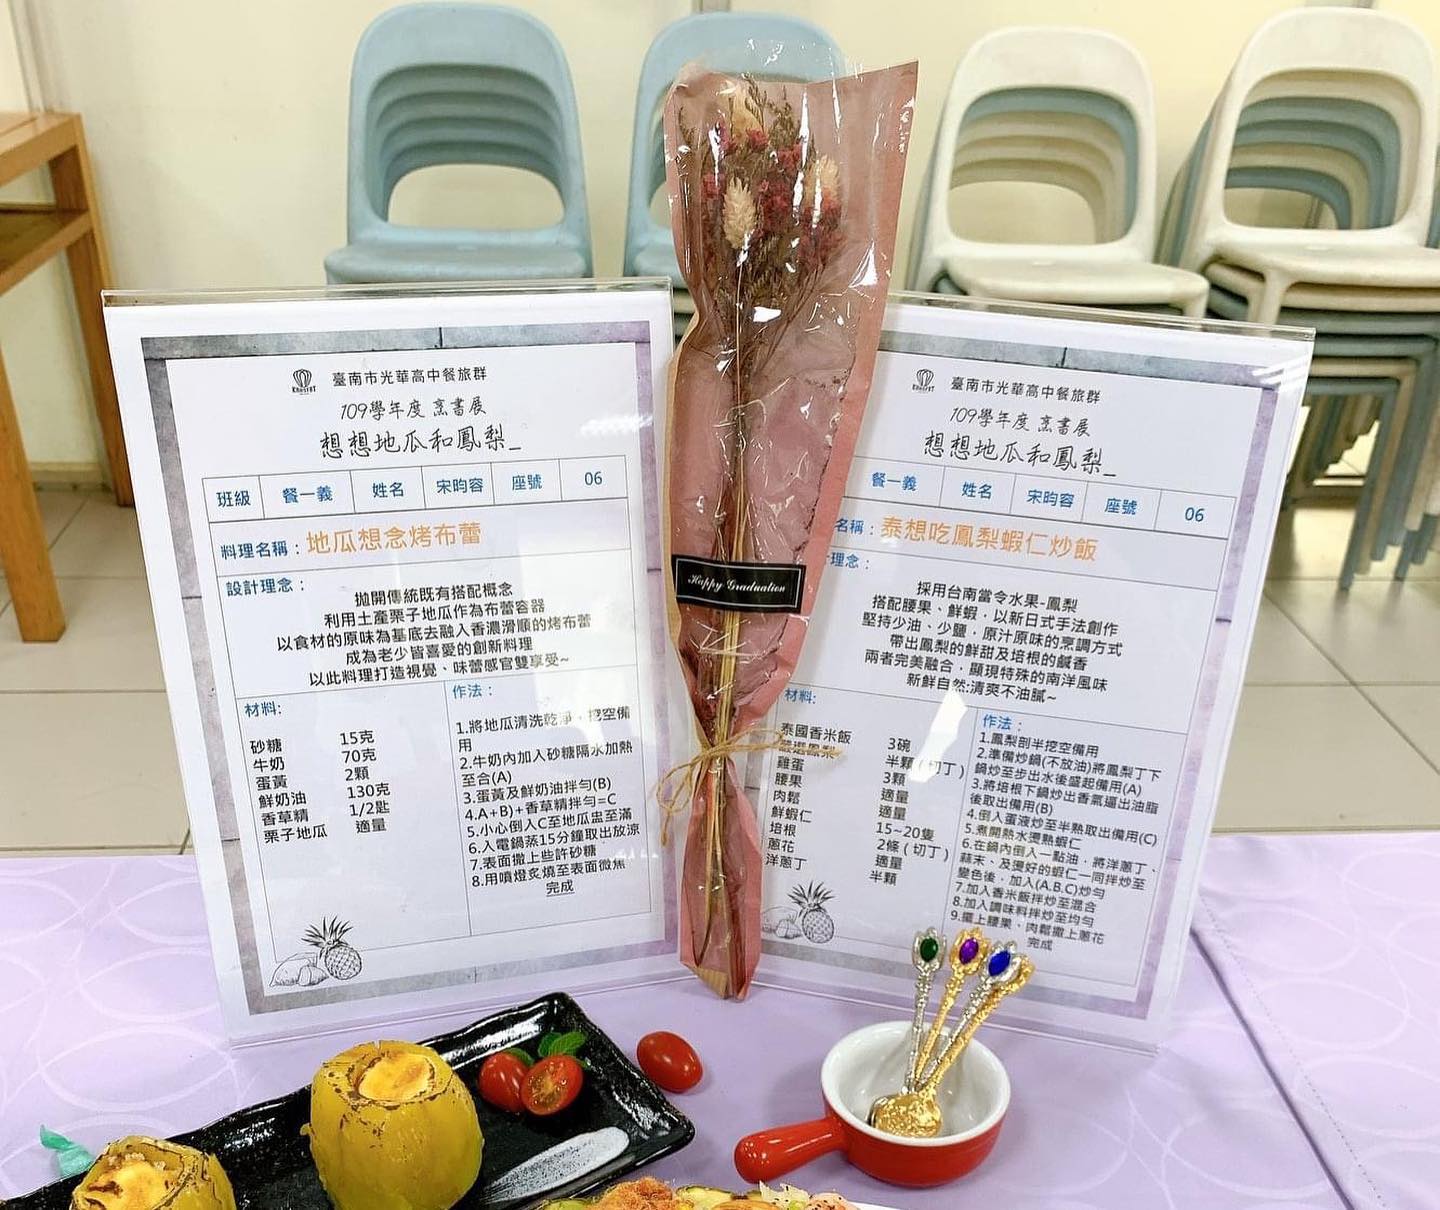 臺南市光華高中餐旅群
109學年度 烹書展
想想地瓜和鳳梨_
班級 餐一義 姓名 宋昀容 座號 06
料理名稱：地瓜想念烤布蕾
設計理念：
拋開傳統既有搭配概念
利用土產栗子地瓜作為布蕾容器
以食材的原味為基底去融入香濃滑順的烤布蕾
成為老少皆喜愛的創新料理
以此料理打造視覺、味蕾感官雙享受~
材料:
砂糖 15克
牛奶 70克
蛋黃 2顆
鮮奶油 130克
香草精 1/2匙
栗子地瓜 適量
作法：
1.將地瓜清洗乾淨，挖空備
用
2.牛奶內加入砂糖隔水加熱
至合(A)
3.蛋黃及鮮奶油拌勻(B)
4.A+B)+香草精拌勻=C
5.小心倒入C至地瓜盅至滿
6.入電鍋蒸15分鐘取出放涼
7.表面撒上些許砂糖
8.用噴燈炙燒至表面微焦
完成
Happy Graduation
臺南市光華高中餐旅群
109學年度 烹書展
想想地瓜和鳳梨_
餐一義 姓名 宋昀容 座號 06
名稱：泰想吃鳳梨蝦仁炒飯
理念：
採用台南當令水果-鳳梨
搭配腰果、鮮蝦，以新日式手法創作
堅持少油、少鹽，原汁原味的烹調方式
帶出鳳梨的鮮甜及培根的鹹香
兩者完美融合，顯現特殊的南洋風味
新鮮自然;清爽不油膩~
材料:
泰國香米飯 3碗
嚴選鳳梨 半顆(切丁)
雞蛋 3顆
腰果 適量
肉鬆 適量
鮮蝦仁 15~20隻
培根 2條(切丁)
蔥花 適量
洋蔥丁 半顆
作法：
1.鳳梨剖半挖空備用
2.準備炒鍋(不放油)將鳳梨丁下
鍋炒至步出水後盛起備用(A)
3.將培根下鍋炒出香氣逼出油脂
後取出備用(B)
4.倒入蛋液炒至半熟取出備用(C)
5.煮開熱水燙熟蝦仁
6.在鍋內倒入一點油，將洋蔥丁、
蒜末、及燙好的蝦仁一同拌炒至
變色後，加入(A.B.C)炒勻
7.加入香米飯拌炒至混合
8.加入調味料拌炒至均勻
9.擺上腰果、肉鬆撒上蔥花
完成